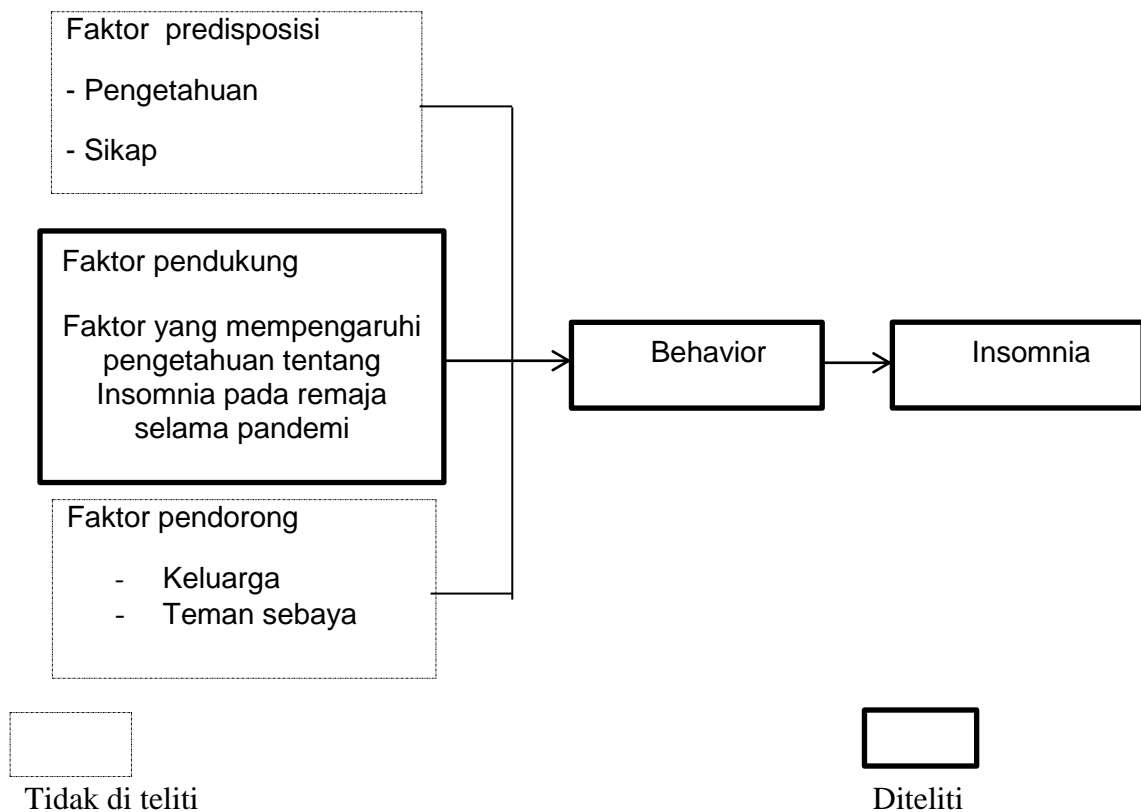 Faktor predisposisi
- Pengetahuan
- Sikap
Faktor pendukung
Faktor yang mempengaruhi
pengetahuan tentang
Insomnia pada remaja
selama pandemi
Behavior
Insomnia
Faktor pendorong
- Keluarga
- Teman sebaya
Tidak di teliti
Diteliti